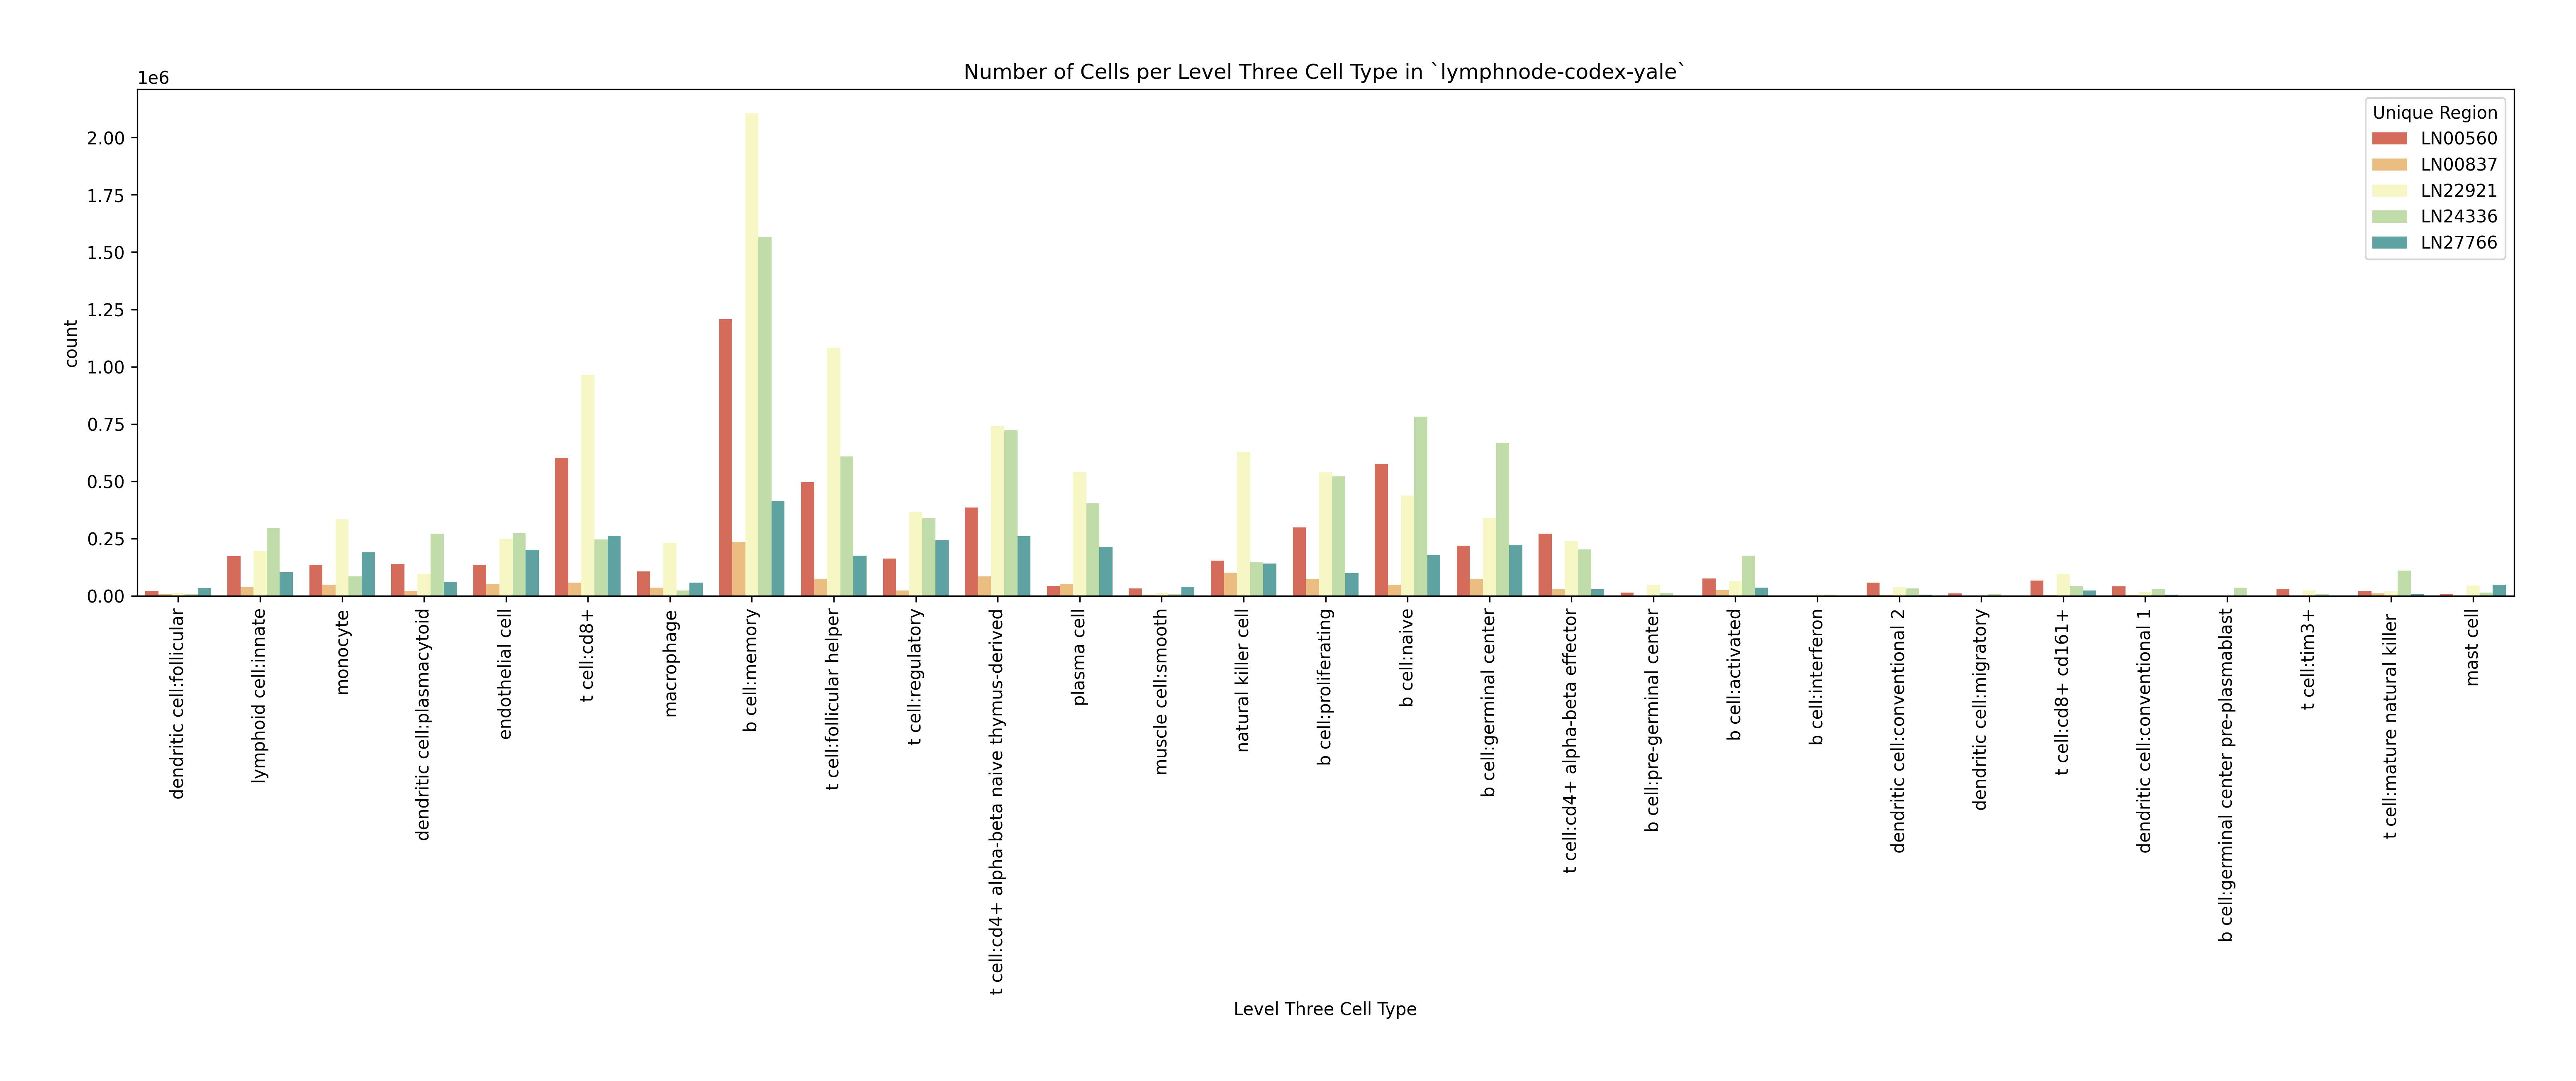 Number of Cells per Level Three Cell Type in `lymphnode-codex-yale`
1e6
2.00
1.75
1.50
1.25
1.00
0.75
0.50
0.25
0.00
count
Unique Region
LN00560
LN00837
LN22921
LN24336
LN27766
dendritic cell:follicular
lymphoid cell:innate
monocyte
dendritic cell:plasmacytoid
endothelial cell
t cell:cd8+
macrophage
b cell:memory
t cell:follicular helper
t cell:regulatory
t cell:cd4+ alpha-beta naive thymus-derived
plasma cell
muscle cell:smooth
natural killer cell
b cell:proliferating
b cell:naive
b cell:germinal center
t cell:cd4+ alpha-beta effector
b cell:pre-germinal center
b cell:activated
b cell:interferon
dendritic cell:conventional 2
dendritic cell:migratory
t cell:cd8+ cd161+
dendritic cell:conventional 1
b cell:germinal center pre-plasmablast
t cell:tim3+
t cell:mature natural killer
mast cell
Level Three Cell Type